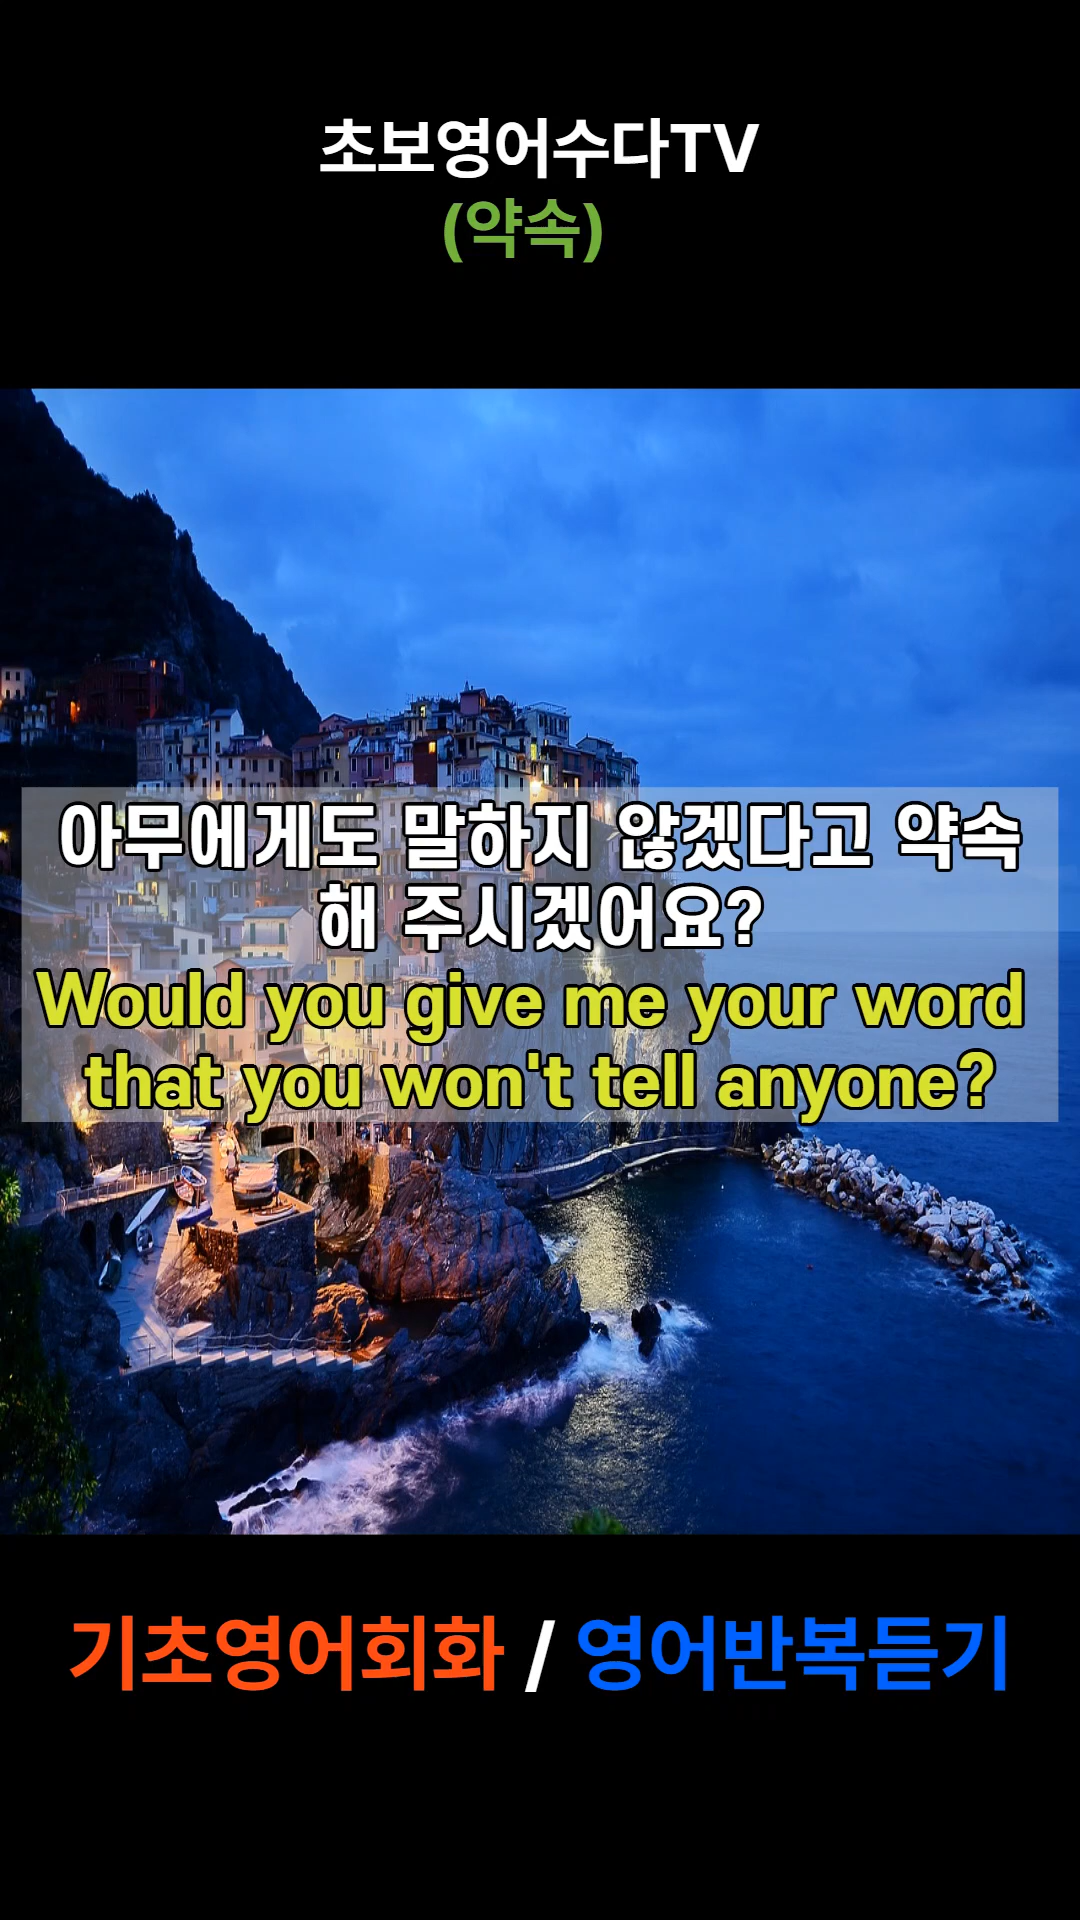 초보영어수다TV
(약속)
아무에게도 말하지 않겠다고 약속
해 주시겠어요?
Would you give me your word
that you won't tell anyone?
기초영어회화 / 영어반복듣기